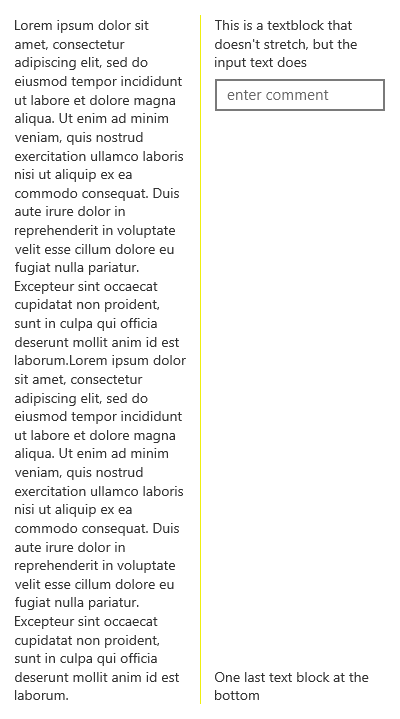 Lorem ipsum dolor sit
amet, consectetur
adipiscing elit, sed do
eiusmod tempor incididunt
ut labore et dolore magna
aliqua. Ut enim ad minim
veniam, quis nostrud
exercitation ullamco laboris
nisi ut aliquip ex ea
commodo consequat. Duis
aute irure dolor in
reprehenderit in voluptate
velit esse cillum dolore eu
fugiat nulla pariatur.
Excepteur sint occaecat
cupidatat non proident,
sunt in culpa qui officia
deserunt mollit anim id est
laborum.Lorem ipsum dolor
sit amet, consectetur
adipiscing elit, sed do
eiusmod tempor incididunt
ut labore et dolore magna
aliqua. Ut enim ad minim
veniam, quis nostrud
exercitation ullamco laboris
nisi ut aliquip ex ea
commodo consequat. Duis
aute irure dolor in
reprehenderit in voluptate
velit esse cillum dolore eu
fugiat nulla pariatur.
Excepteur sint occaecat
cupidatat non proident,
sunt in culpa qui officia
deserunt mollit anim id est
laborum.
This is a textblock that
doesn't stretch, but the
input text does
enter comment
One last text block at the
bottom